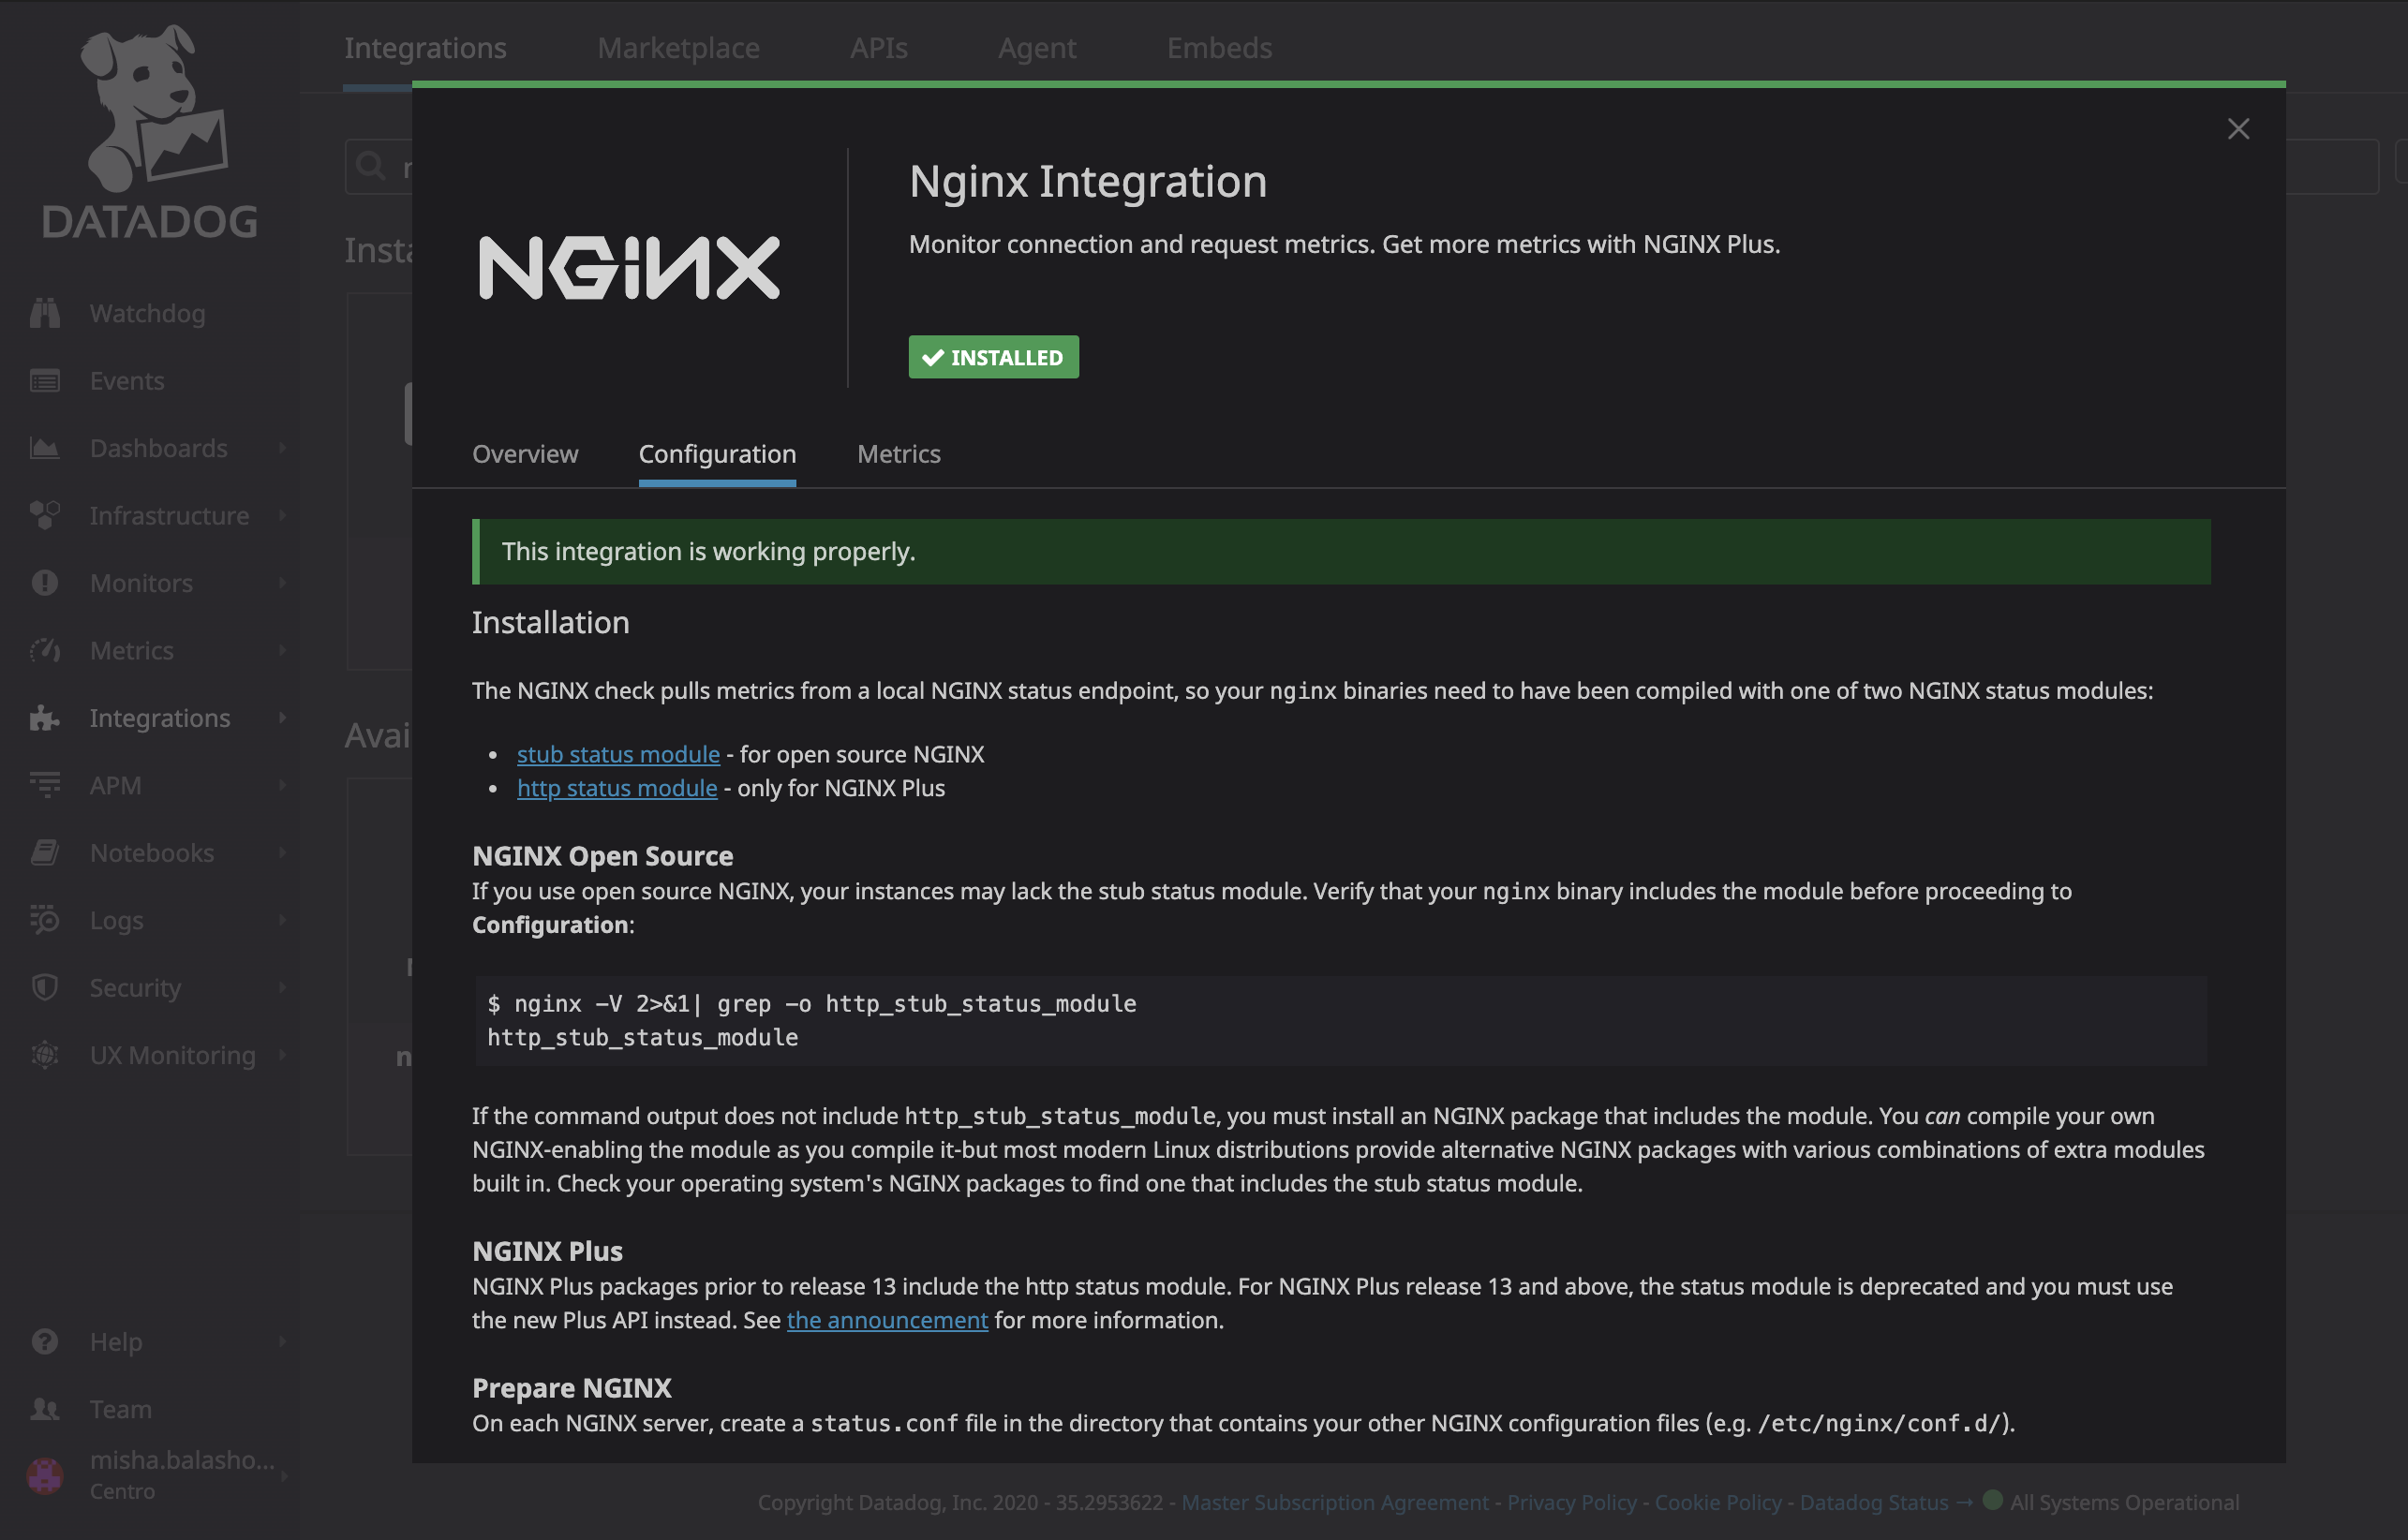 Integrations
Marketplace
APIs
Agent
Embeds
DATADOG
Watchdog
Events
Dashboards
Infrastructure
Monitors
Metrics
Integrations
APM
Notebooks
Logs
Security
UX Monitoring
Help
Team
misha.balasho...
Centro
NGINX
Nginx Integration
Monitor connection and request metrics. Get more metrics with NGINX Plus.
INSTALLED
Overview
Configuration
Metrics
This integration is working properly.
Installation
The NGINX check pulls metrics from a local NGINX status endpoint, so your nginx binaries need to have been compiled with one of two NGINX status modules:
• stub status module - for open source NGINX
• http status module - only for NGINX Plus
NGINX Open Source
If you use open source NGINX, your instances may lack the stub status module. Verify that your nginx binary includes the module before proceeding to
Configuration:
$ nginx -V 2>&1| grep -o http_stub_status_module
http_stub_status_module
If the command output does not include http_stub_status_module, you must install an NGINX package that includes the module. You can compile your own
NGINX-enabling the module as you compile it-but most modern Linux distributions provide alternative NGINX packages with various combinations of extra modules
built in. Check your operating system's NGINX packages to find one that includes the stub status module.
NGINX Plus
NGINX Plus packages prior to release 13 include the http status module. For NGINX Plus release 13 and above, the status module is deprecated and you must use
the new Plus API instead. See the announcement for more information.
Prepare NGINX
On each NGINX server, create a status.conf file in the directory that contains your other NGINX configuration files (e.g. /etc/nginx/conf.d/).
Copyright Datadog, Inc. 2020 - 35.2953622 - Master Subscription Agreement - Privacy Policy - Cookie Policy - Datadog Status → All Systems Operational